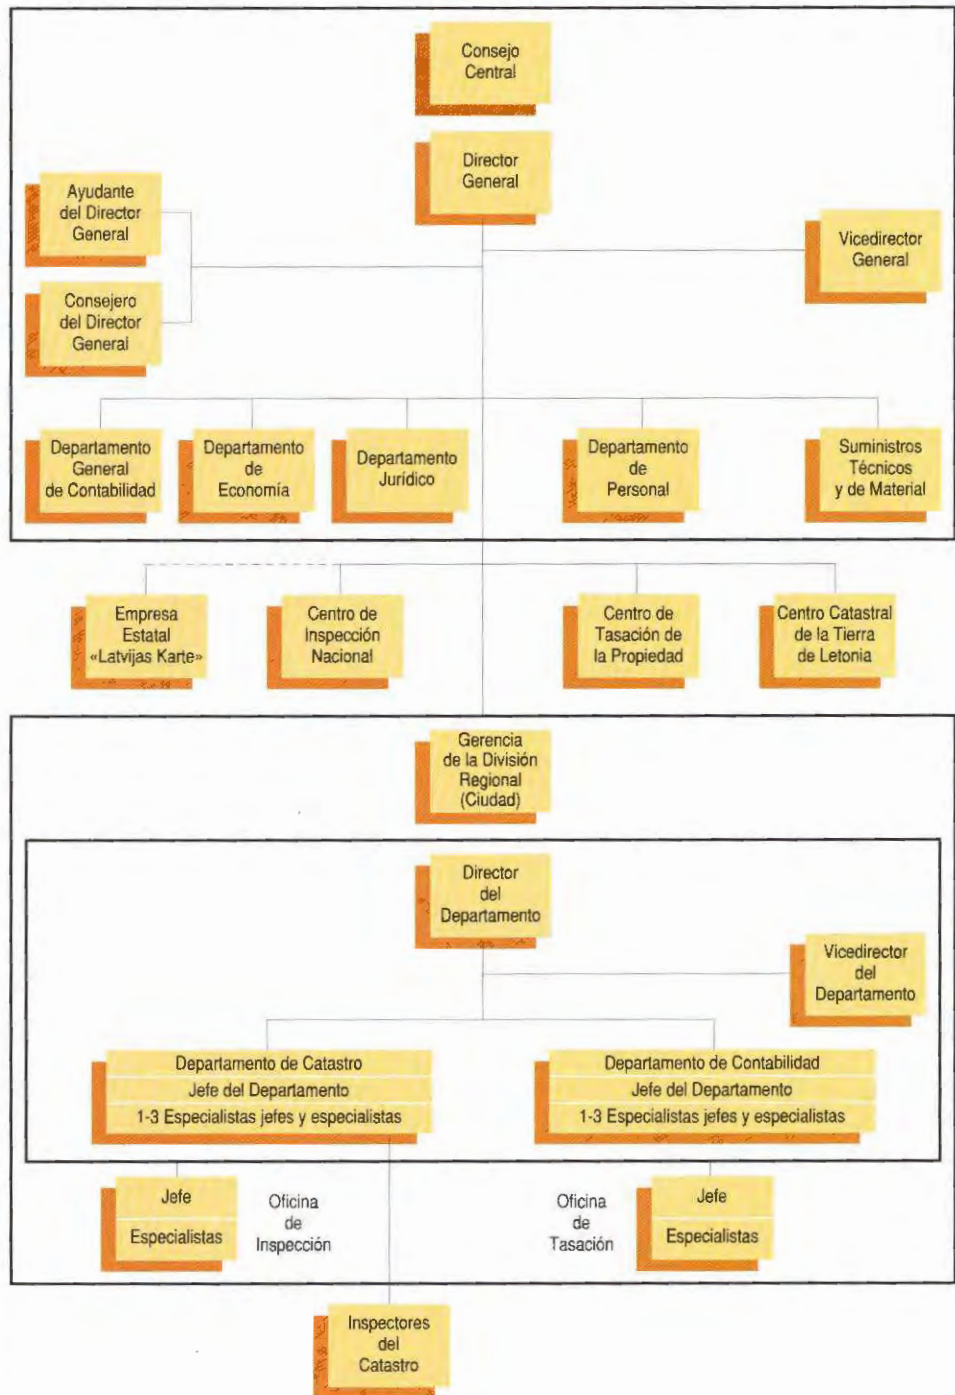 Consejo
Central
Director
General
Ayudante
del Director
General
Vicedirector
General
Consejero
del Director
General
Departamento
General
de Contabilidad
Departamento
de
Economía
Departamento
Jurídico
Departamento
de
Personal
Suministros
Técnicos
y de Material
Empresa
Estatal
«Latvijas Karte»
Centro de
Inspección
Nacional
Centro de
Tasación de
la Propiedad
Centro Catastral
de la Tierra
de Letonia
Gerencia
de la División
Regional
(Ciudad)
Director
del
Departamento
Vicedirector
del
Departamento
Departamento de Catastro
Jefe del Departamento
1-3 Especialistas jefes y especialistas
Departamento de Contabilidad
Jefe del Departamento
1-3 Especialistas jefes y especialistas
Jefe
Especialistas
Oficina
de
Inspección
Oficina
de
Tasación
Jefe
Especialistas
Inspectores
del
Catastro